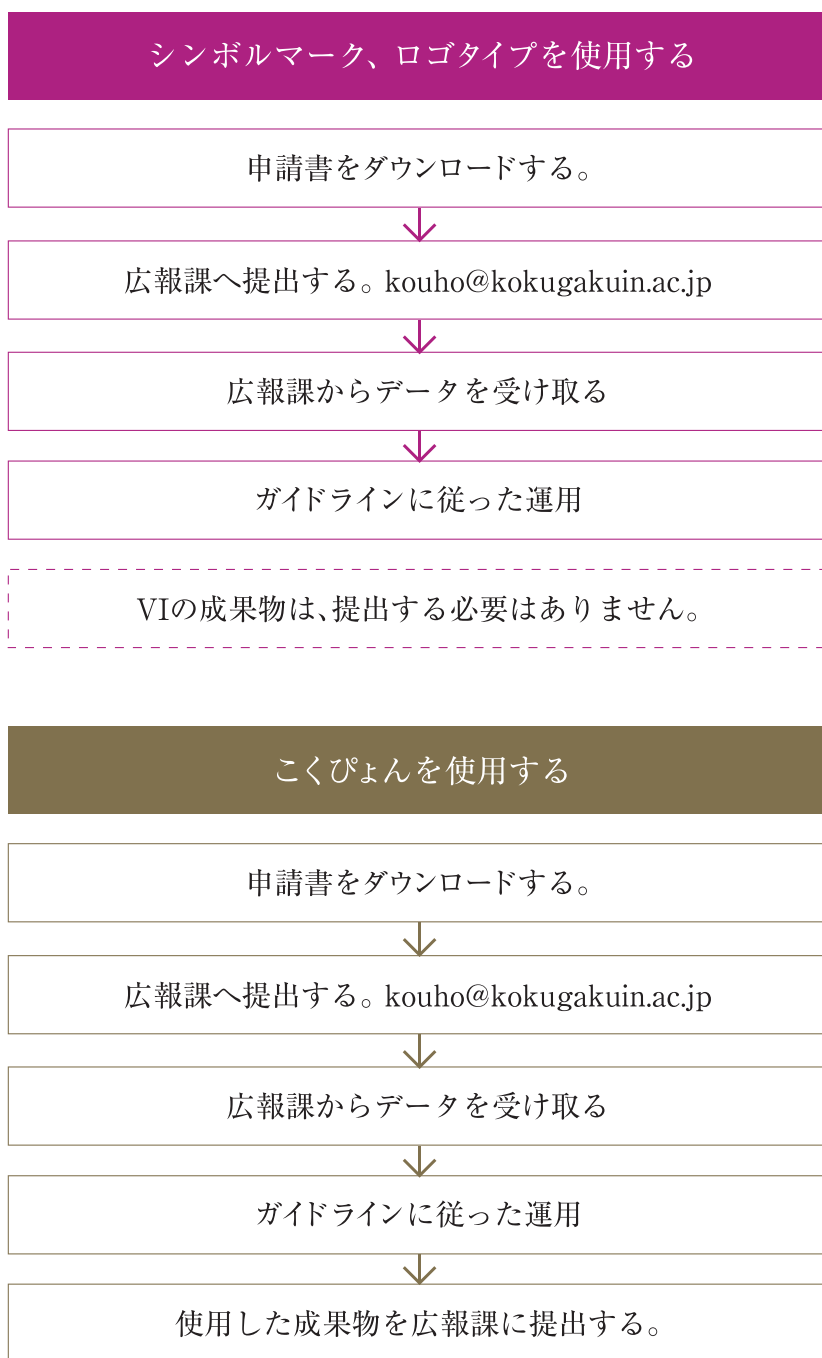 シンボルマーク、ロゴタイプを使用する
申請書をダウンロードする。
広報課へ提出する。kouho@kokugakuin.ac.jp
広報課からデータを受け取る
ガイドラインに従った運用
VIの成果物は、提出する必要はありません。
こくぴょんを使用する
申請書をダウンロードする。
広報課へ提出する。kouho@kokugakuin.ac.jp
広報課からデータを受け取る
ガイドラインに従った運用
使用した成果物を広報課に提出する。